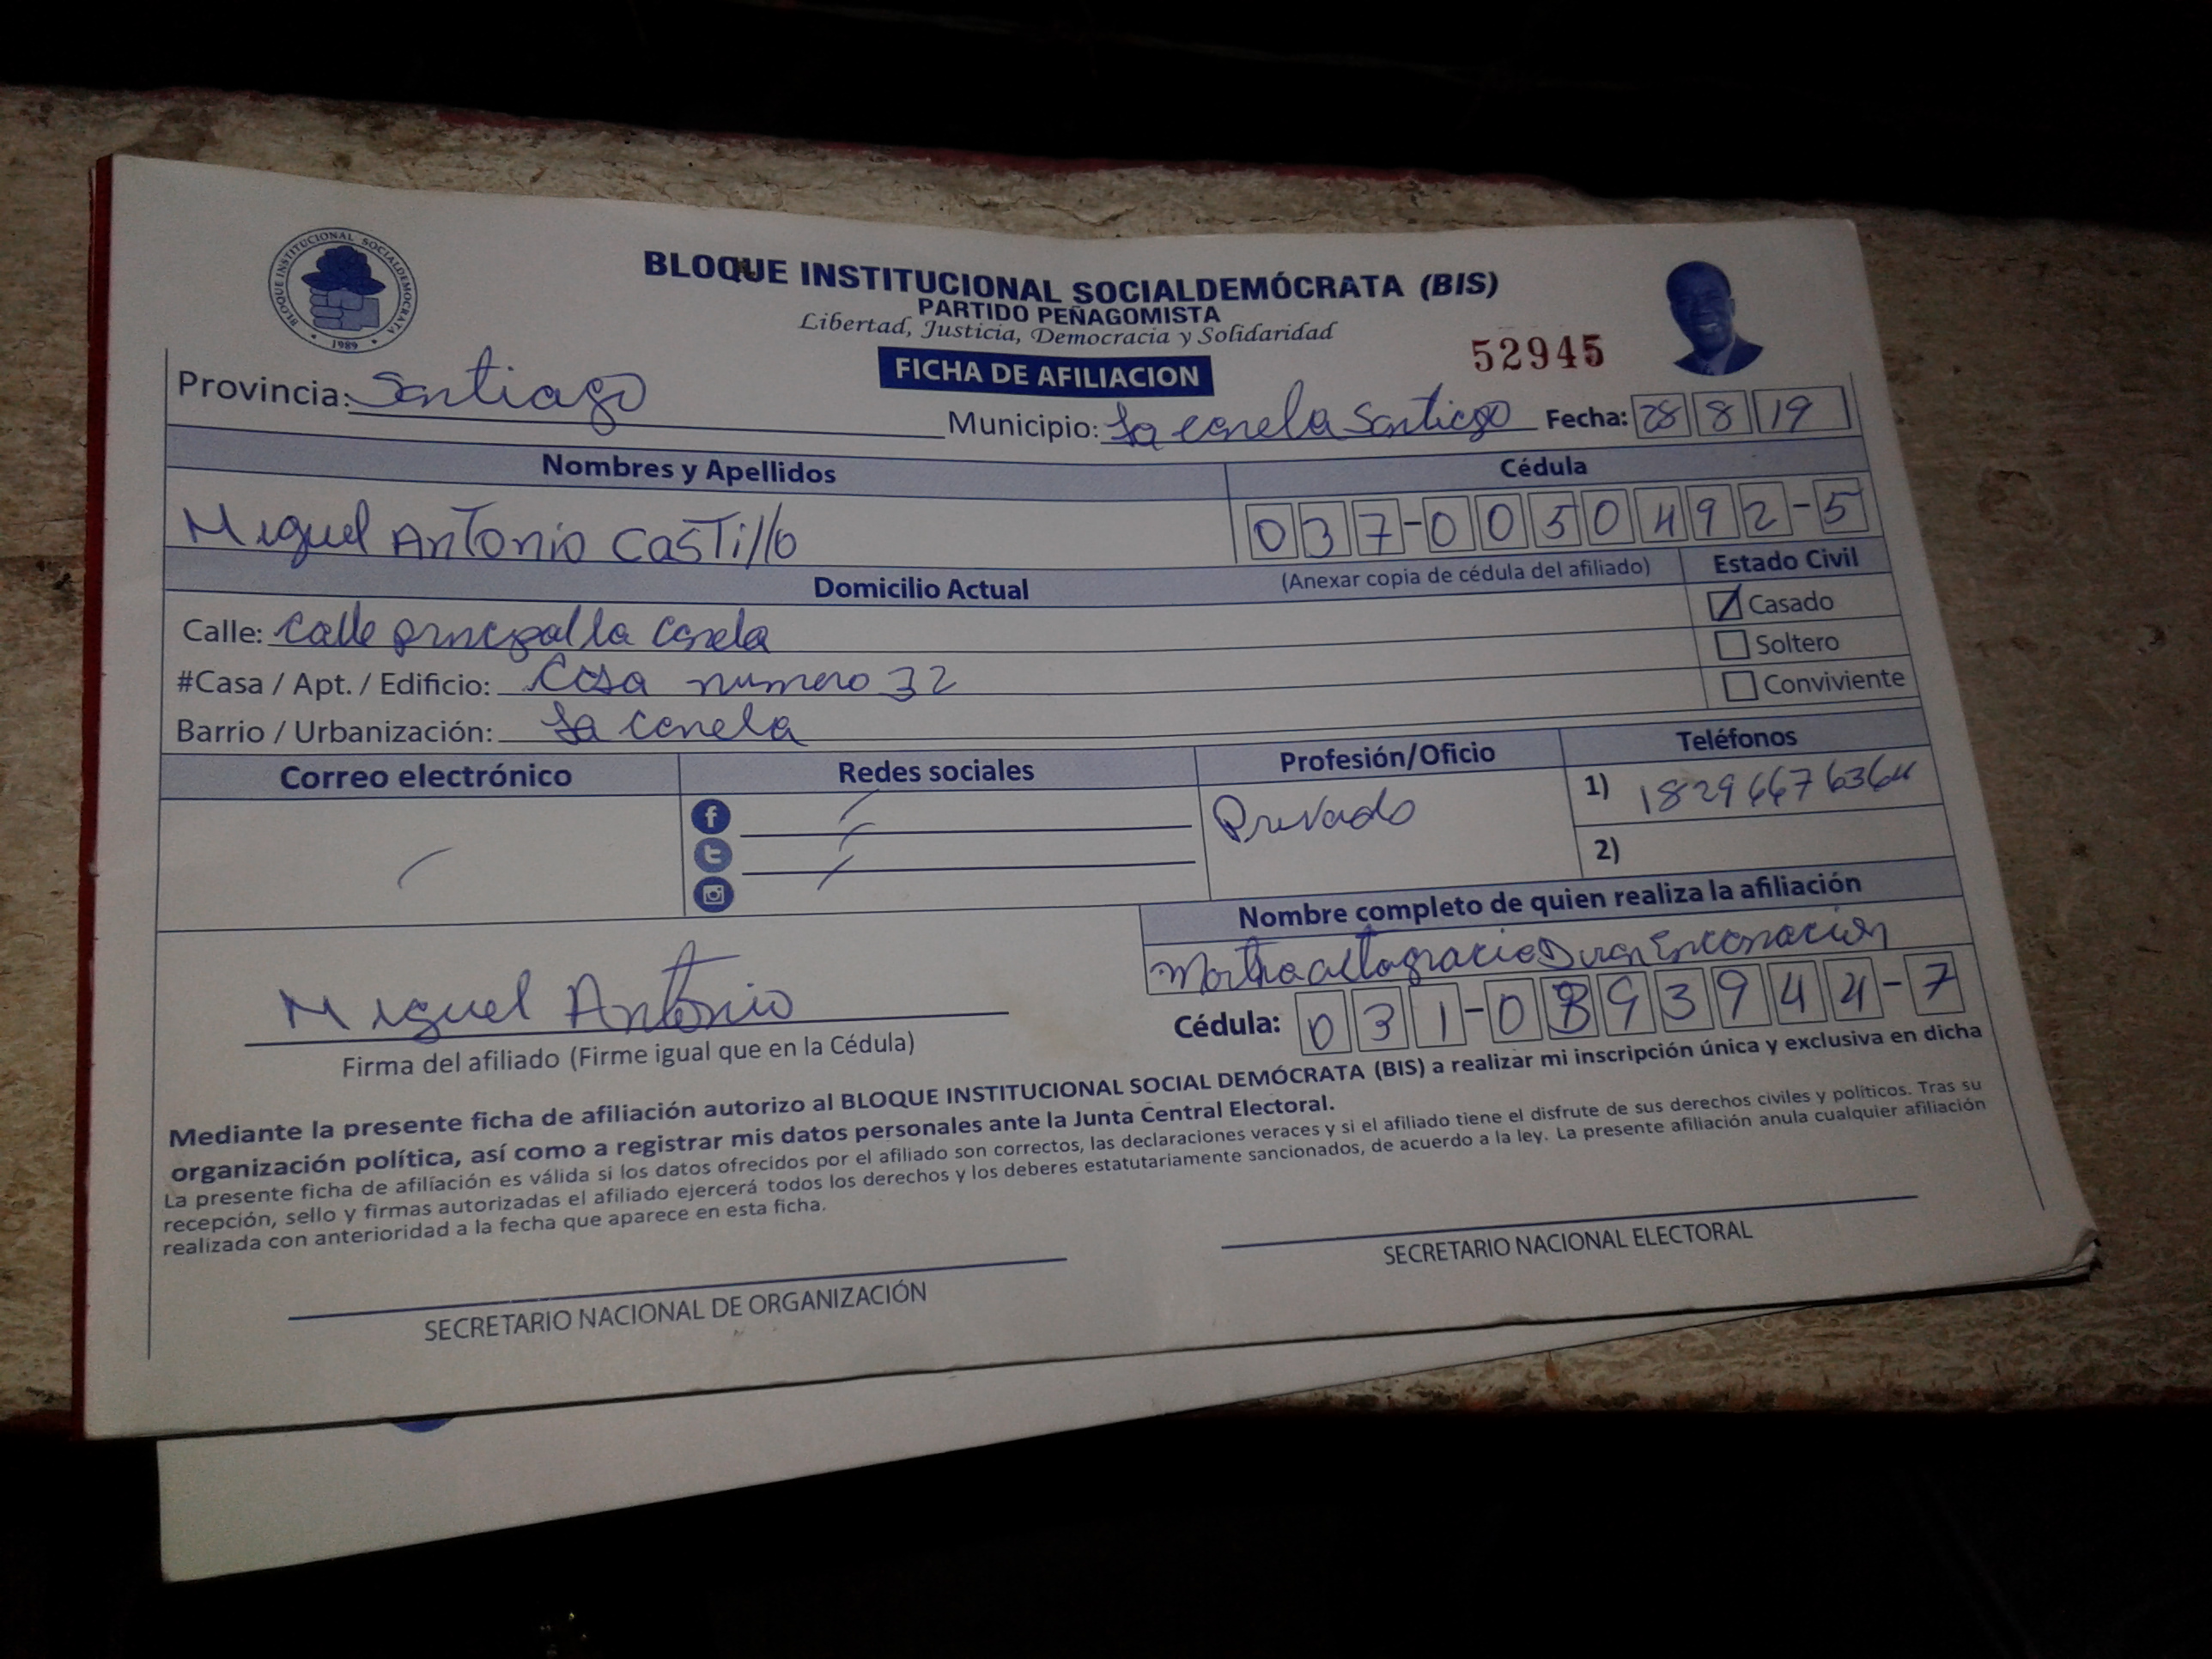 BLOQUE INSTITUCIONAL SOCIALDEMÓCRATA
1989
BLOQUE INSTITUCIONAL SOCIALDEMÓCRATA (BIS)
PARTIDO PEÑAGOMISTA
Libertad, Justicia, Democracia y Solidaridad
52945
FICHA DE AFILIACION
Provincia: Santiago
Municipio: La canela Santiago Fecha: 28 8 19
Nombres y Apellidos Cédula
Miguel Antonio Castillo 037-0050492-5
Domicilio Actual (Anexar copia de cédula del afiliado) Estado Civil
Casado
Calle: Calle principal la canela
Soltero
#Casa / Apt. / Edificio: Casa numero 32
Conviviente
Barrio / Urbanización: La canela
Correo electrónico Redes sociales Profesión/Oficio Teléfonos
Privado 1) 18296676364
2)
Nombre completo de quien realiza la afiliación
altagracia Duran Encarnacion
Miguel Antonio
Cédula: 031-0893944-7
Firma del afiliado (Firme igual que en la Cédula)
Mediante la presente ficha de afiliación autorizo al BLOQUE INSTITUCIONAL SOCIAL DEMÓCRATA (BIS) a realizar mi inscripción única y exclusiva en dicha
organización política, así como a registrar mis datos personales ante la Junta Central Electoral.
La presente ficha de afiliación es válida si los datos ofrecidos por el afiliado son correctos, las declaraciones veraces y si el afiliado tiene el disfrute de sus derechos civiles y políticos. Tras su
recepción, sello y firmas autorizadas el afiliado ejercerá todos los derechos y los deberes estatutariamente sancionados, de acuerdo a la ley. La presente afiliación anula cualquier afiliación
realizada con anterioridad a la fecha que aparece en esta ficha.
SECRETARIO NACIONAL DE ORGANIZACIÓN
SECRETARIO NACIONAL ELECTORAL